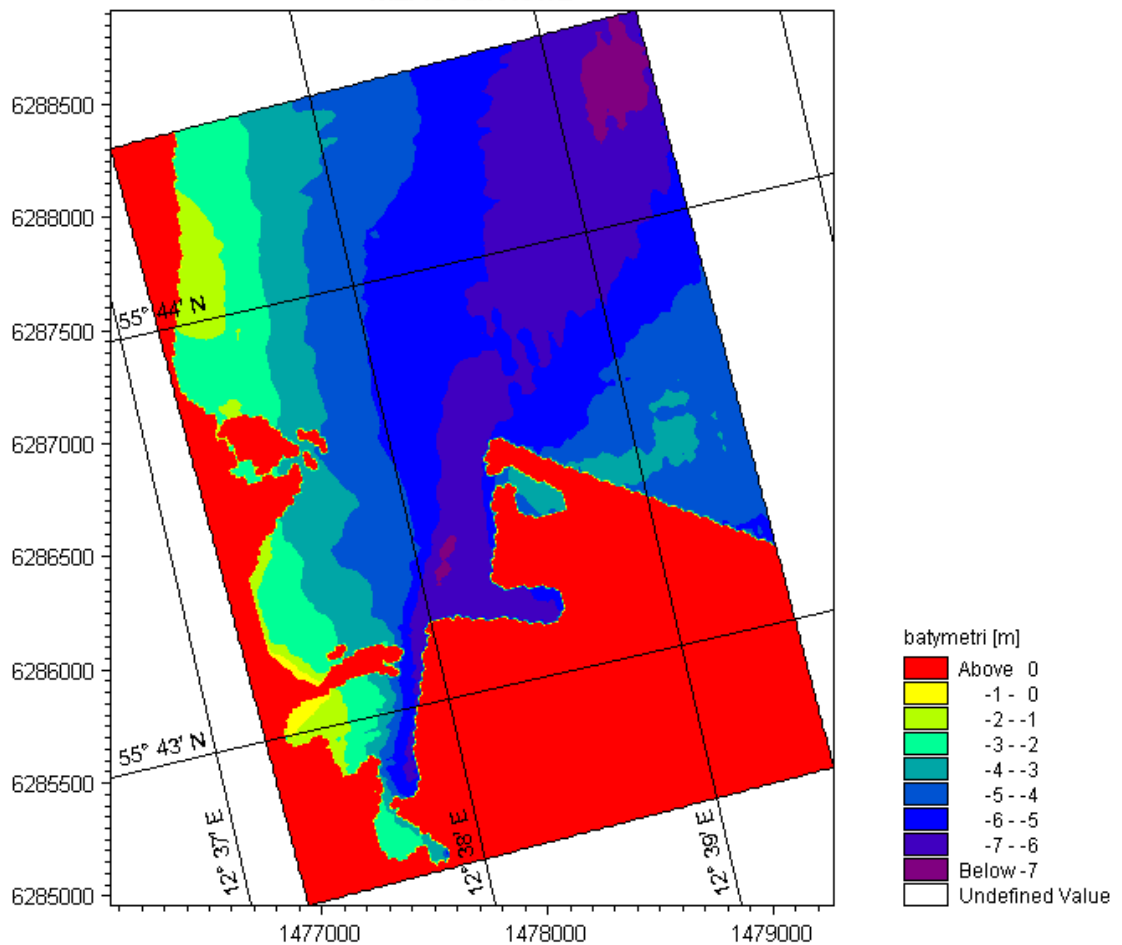 6288500
6288000
6287500
6287000
6286500
6286000
6285500
6285000
55° 44' N
55° 43' N
12° 37' E
12° 38' E
12° 39' E
1477000
1478000
1479000
batymetri [m]
Above 0
-1 - 0
-2 - -1
-3 - -2
-4 - -3
-5 - -4
-6 - -5
-7 - -6
Below -7
Undefined Value